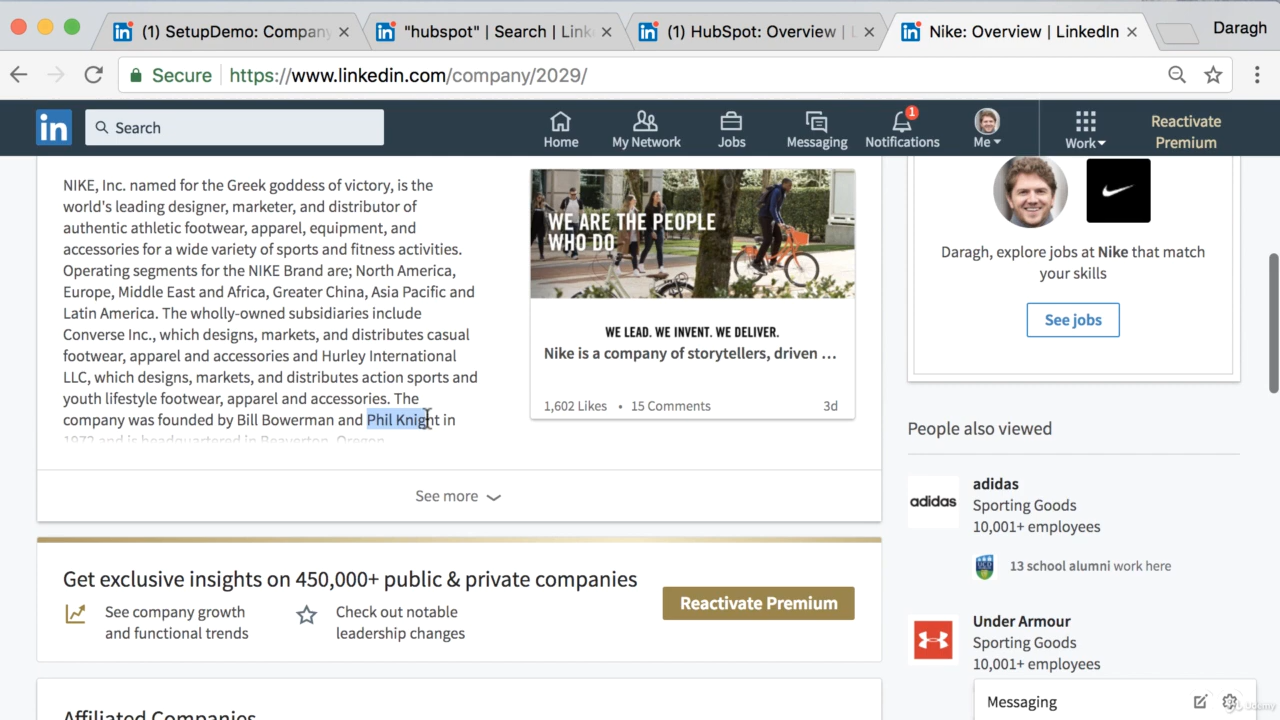 (1) SetupDemo: Company
"hubspot" | Search | Link
(1) HubSpot: Overview | L
Nike: Overview | LinkedIn
Daragh
Secure
https://www.linkedin.com/company/2029/
in
Search
Home
My Network
Jobs
Messaging
1
Notifications
Me
Work
Reactivate
Premium
NIKE, Inc. named for the Greek goddess of victory, is the
world's leading designer, marketer, and distributor of
authentic athletic footwear, apparel, equipment, and
accessories for a wide variety of sports and fitness activities.
Operating segments for the NIKE Brand are; North America,
Europe, Middle East and Africa, Greater China, Asia Pacific and
Latin America. The wholly-owned subsidiaries include
Converse Inc., which designs, markets, and distributes casual
footwear, apparel and accessories and Hurley International
LLC, which designs, markets, and distributes action sports and
youth lifestyle footwear, apparel and accessories. The
company was founded by Bill Bowerman and Phil Knight in
1972 and is headquartered in Beaverton, Oregon.
See more
WE ARE THE PEOPLE
WHO DO
WE LEAD. WE INVENT. WE DELIVER.
Nike is a company of storytellers, driven ...
1,602 Likes • 15 Comments 3d
Daragh, explore jobs at Nike that match
your skills
See jobs
People also viewed
adidas
adidas
Sporting Goods
10,001+ employees
13 school alumni work here
Under Armour
Sporting Goods
10,001+ employees
Get exclusive insights on 450,000+ public & private companies
See company growth
and functional trends
Check out notable
leadership changes
Reactivate Premium
Affiliated Companies
Messaging
Udemy